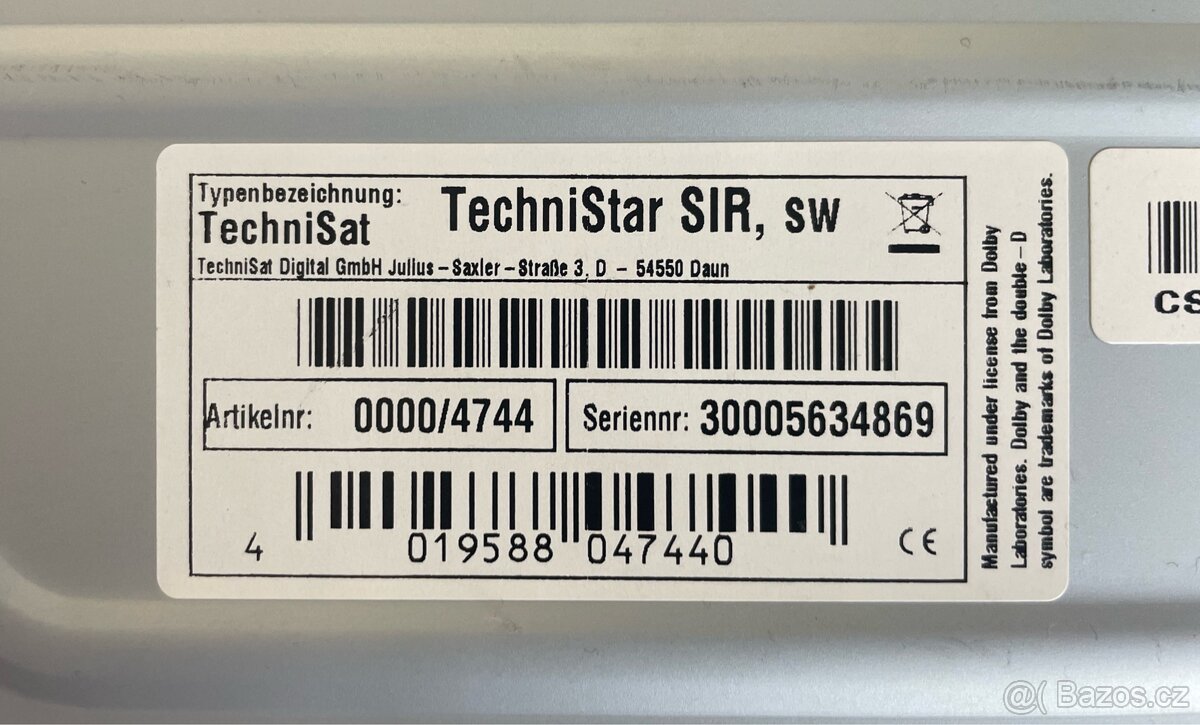 Typenbezeichnung:
TechniSat
TechniStar SIR, sw
TechniSat Digital GmbH Julius-Saxler-Straße 3, D - 54550 Daun
Artikelnr: 0000/4744
Seriennr: 30005634869
4 019588 047440
CE
Manufactured under license from Dolby
Laboratories. Dolby and the double-D
symbol are trademarks of Dolby Laboratories.
CS
@( Bazos.cz